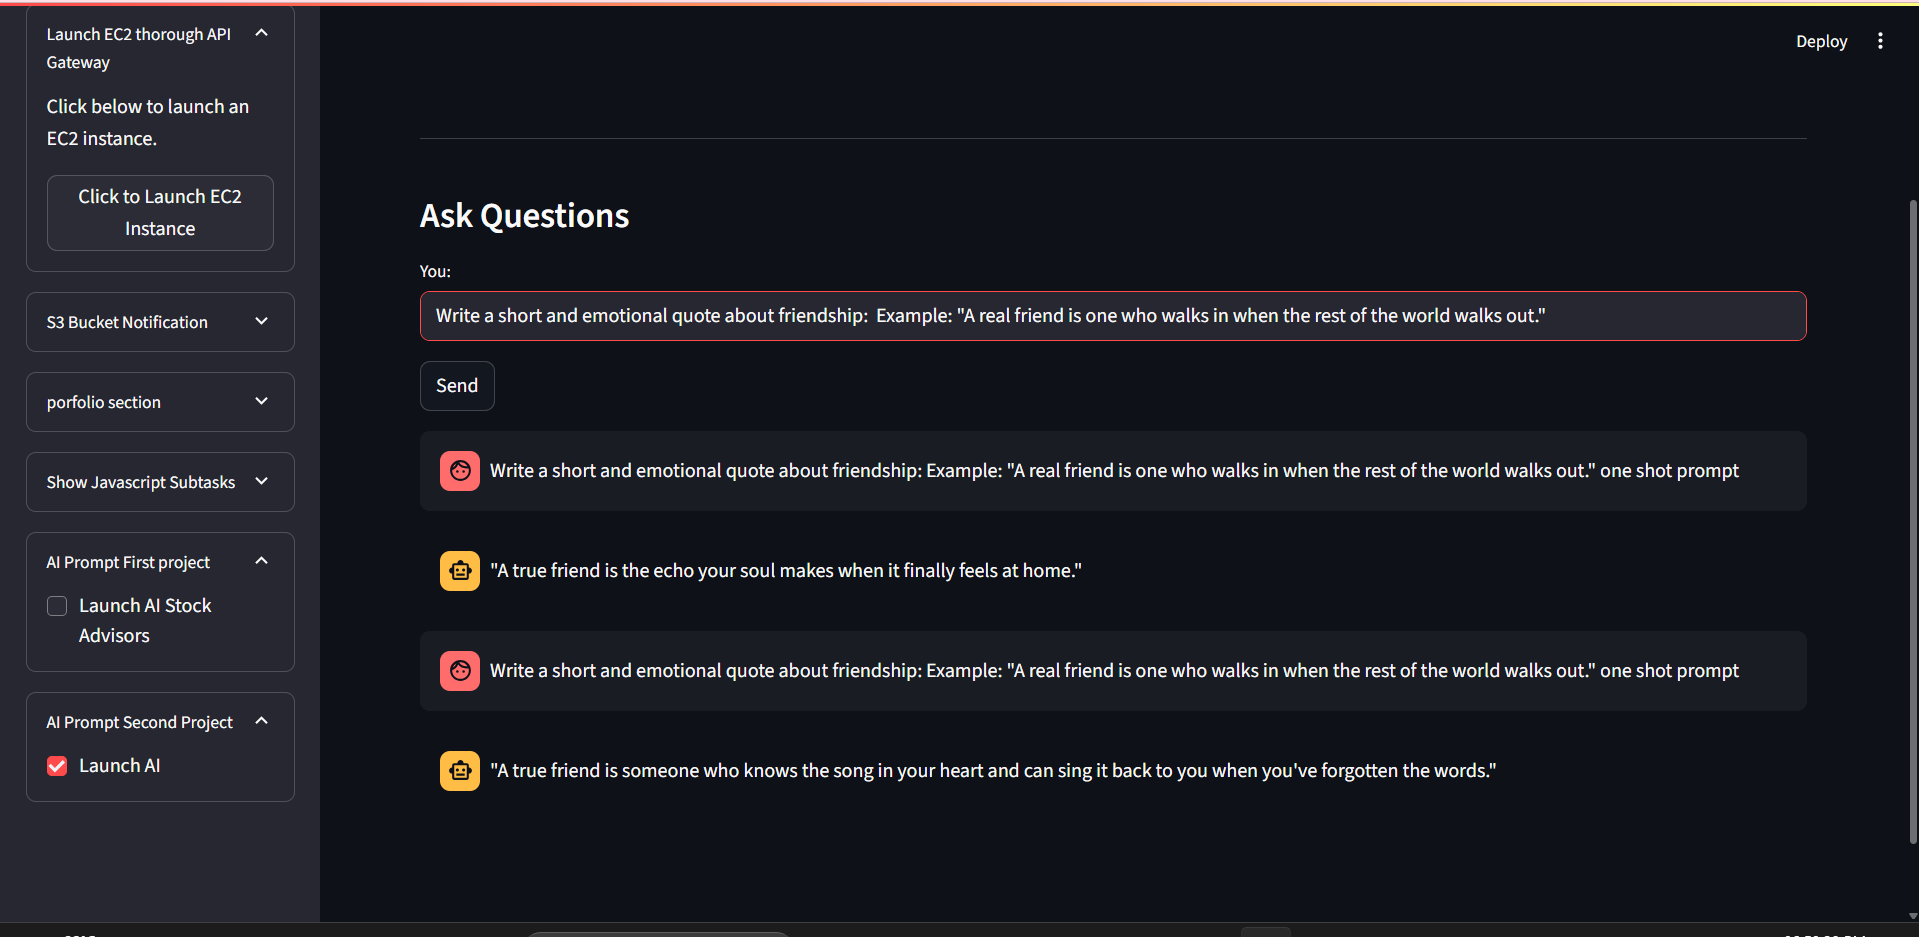 Launch EC2 thorough API
Gateway
Click below to launch an
EC2 instance.
Click to Launch EC2
Instance
S3 Bucket Notification
porfolio section
Show Javascript Subtasks
AI Prompt First project
Launch AI Stock
Advisors
AI Prompt Second Project
Launch AI
Deploy
Ask Questions
You:
Write a short and emotional quote about friendship:  Example: "A real friend is one who walks in when the rest of the world walks out."
Send
Write a short and emotional quote about friendship: Example: "A real friend is one who walks in when the rest of the world walks out." one shot prompt
"A true friend is the echo your soul makes when it finally feels at home."
Write a short and emotional quote about friendship: Example: "A real friend is one who walks in when the rest of the world walks out." one shot prompt
"A true friend is someone who knows the song in your heart and can sing it back to you when you've forgotten the words."